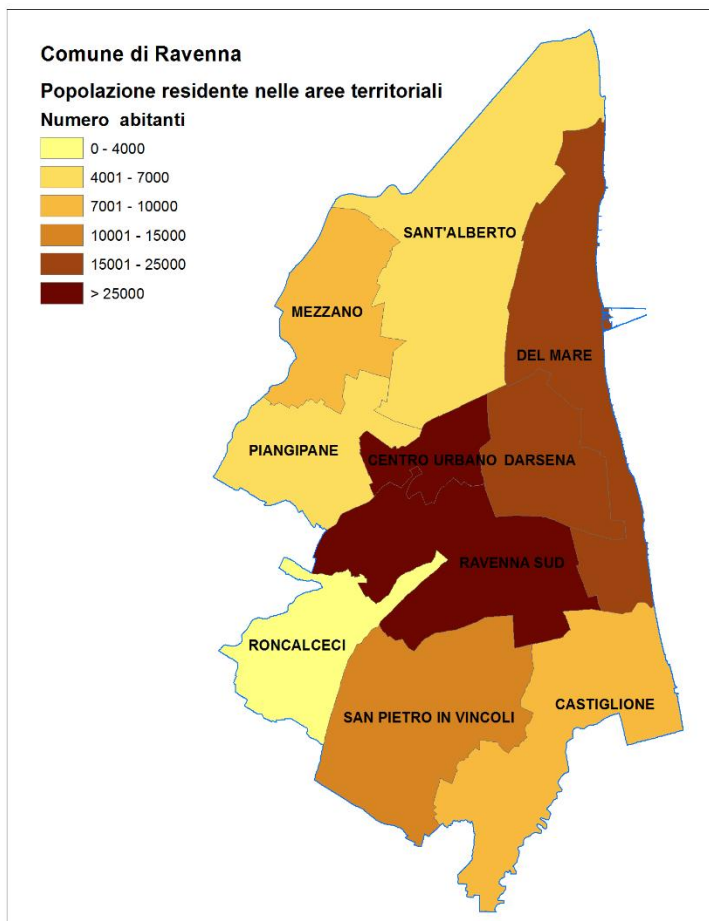 Comune di Ravenna
Popolazione residente nelle aree territoriali
Numero abitanti
0 - 4000
4001 - 7000
7001 - 10000
10001 - 15000
15001 - 25000
> 25000
SANT'ALBERTO
MEZZANO
DEL MARE
PIANGIPANE
CENTRO URBANO
DARSENA
RAVENNA SUD
RONCALCECI
CASTIGLIONE
SAN PIETRO IN VINCOLI